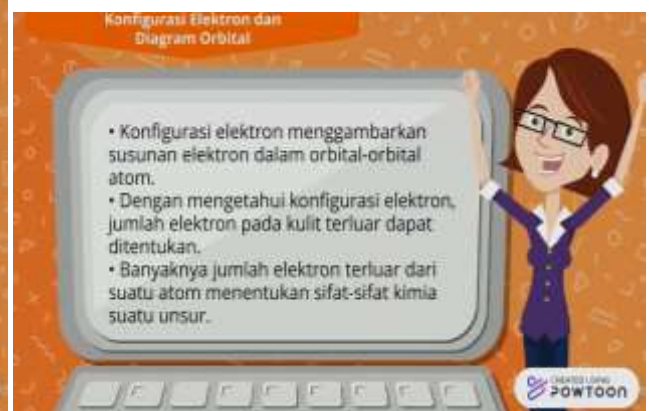 Konfigurasi Elektron dan
Diagram Orbital
• Konfigurasi elektron menggambarkan
susunan elektron dalam orbital-orbital
atom.
• Dengan mengetahui konfigurasi elektron,
jumlah elektron pada kulit terluar dapat
ditentukan.
• Banyaknya jumlah elektron terluar dari
suatu atom menentukan sifat-sifat kimia
suatu unsur.
CREATED USING
POWTOON